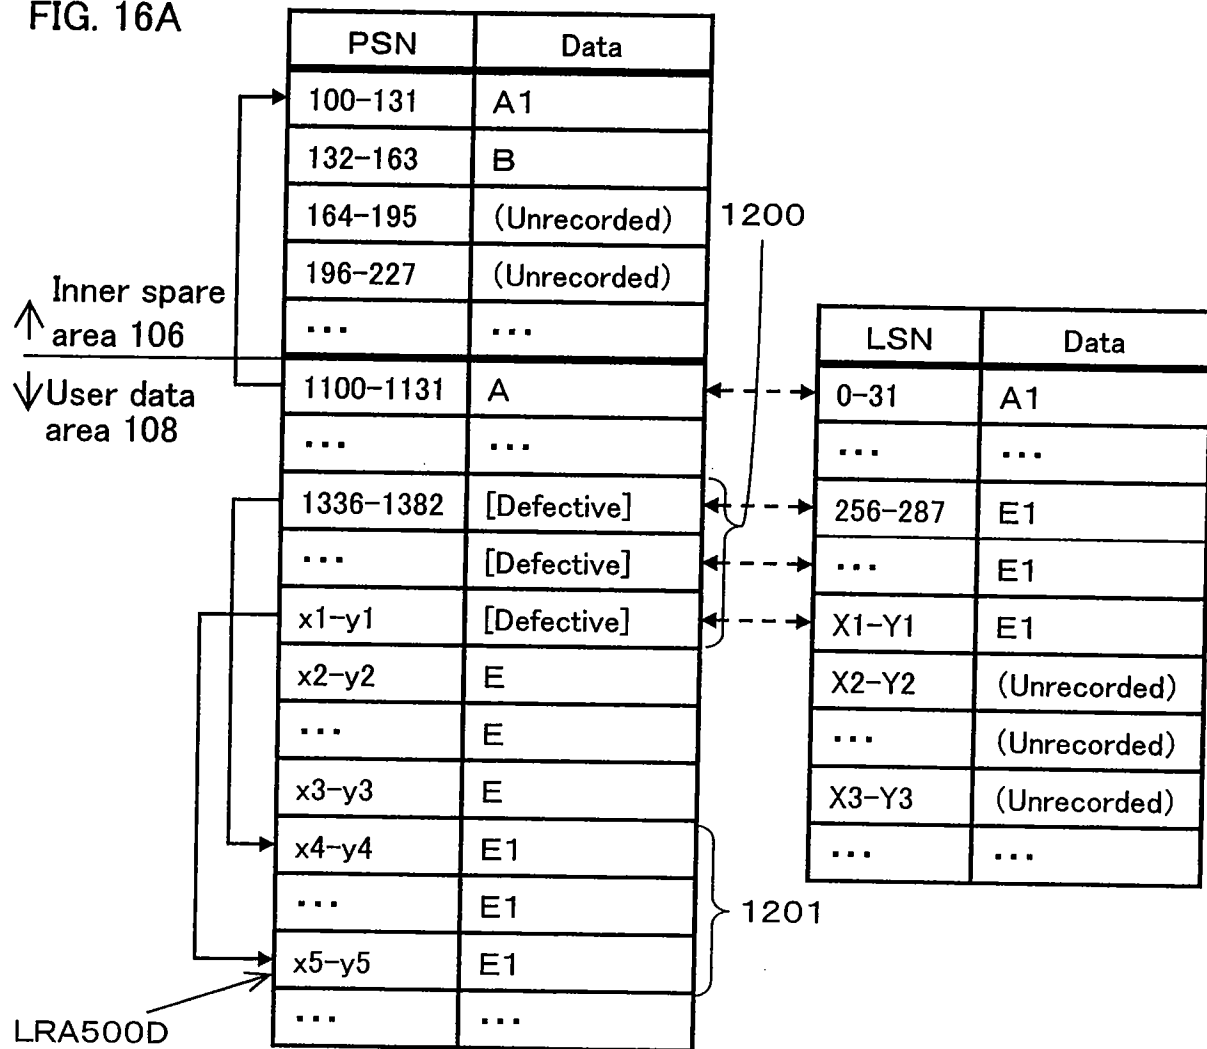 FIG. 16A
PSN Data
100-131 A1
132-163 B
164-195 (Unrecorded)
196-227 (Unrecorded)
... ...
1100-1131 A
... ...
1336-1382 [Defective]
... [Defective]
x1-y1 [Defective]
x2-y2 E
... E
x3-y3 E
x4-y4 E1
... E1
x5-y5 E1
... ...
Inner spare
area 106
User data
area 108
LRA500D
1200
1201
LSN Data
0-31 A1
... ...
256-287 E1
... E1
X1-Y1 E1
X2-Y2 (Unrecorded)
... (Unrecorded)
X3-Y3 (Unrecorded)
... ...